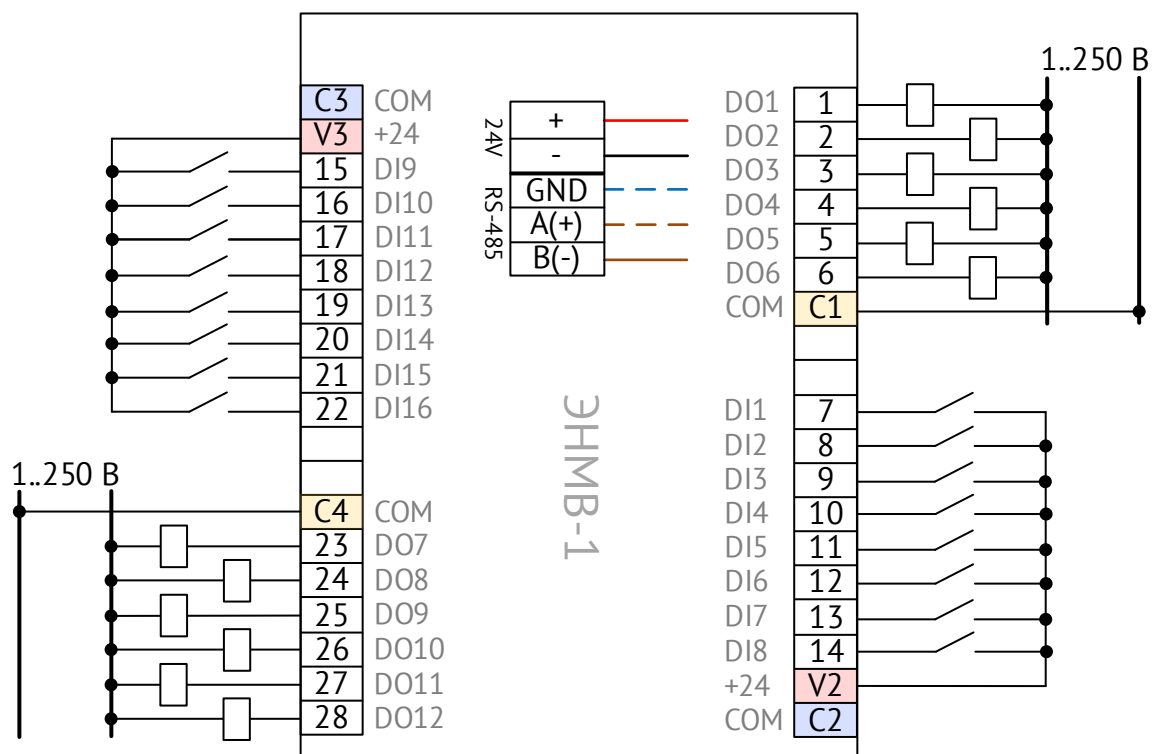 1..250 В
C3 COM
V3 +24
15 DI9
16 DI10
17 DI11
18 DI12
19 DI13
20 DI14
21 DI15
22 DI16
1..250 В
C4 COM
23 DO7
24 DO8
25 DO9
26 DO10
27 DO11
28 DO12
24V
+
-
RS-485
GND
A(+)
B(-)
ЭНМВ-1
DO1 1
DO2 2
DO3 3
DO4 4
DO5 5
DO6 6
COM C1
DI1 7
DI2 8
DI3 9
DI4 10
DI5 11
DI6 12
DI7 13
DI8 14
+24 V2
COM C2